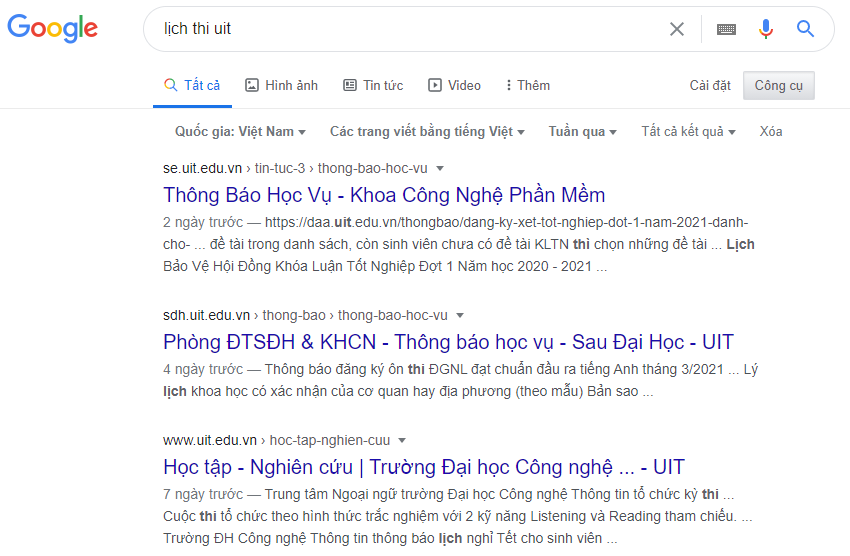 Google
lịch thi uit
Tất cả Hình ảnh Tin tức Video Thêm Cài đặt Công cụ
Quốc gia: Việt Nam Các trang viết bằng tiếng Việt Tuần qua Tất cả kết quả Xóa
se.uit.edu.vn › tin-tuc-3 › thong-bao-hoc-vu
Thông Báo Học Vụ - Khoa Công Nghệ Phần Mềm
2 ngày trước — https://daa.uit.edu.vn/thongbao/dang-ky-xet-tot-nghiep-dot-1-nam-2021-danh-
cho- ... đề tài trong danh sách, còn sinh viên chưa có đề tài KLTN thì chọn những đề tài ... Lịch
Bảo Vệ Hội Đồng Khóa Luận Tốt Nghiệp Đợt 1 Năm học 2020 - 2021 ...
sdh.uit.edu.vn › thong-bao › thong-bao-hoc-vu
Phòng ĐTSĐH & KHCN - Thông báo học vụ - Sau Đại Học - UIT
4 ngày trước — Thông báo đăng ký ôn thi ĐGNL đạt chuẩn đầu ra tiếng Anh tháng 3/2021 ... Lý
lịch khoa học có xác nhận của cơ quan hay địa phương (theo mẫu) Bản sao ...
www.uit.edu.vn › hoc-tap-nghien-cuu
Học tập - Nghiên cứu | Trường Đại học Công nghệ ... - UIT
7 ngày trước — Trung tâm Ngoại ngữ trường Đại học Công nghệ Thông tin tổ chức kỳ thi ...
Cuộc thi tổ chức theo hình thức trắc nghiệm với 2 kỹ năng Listening và Reading tham chiếu. ...
Trường ĐH Công nghệ Thông tin thông báo lịch nghỉ Tết cho sinh viên ...